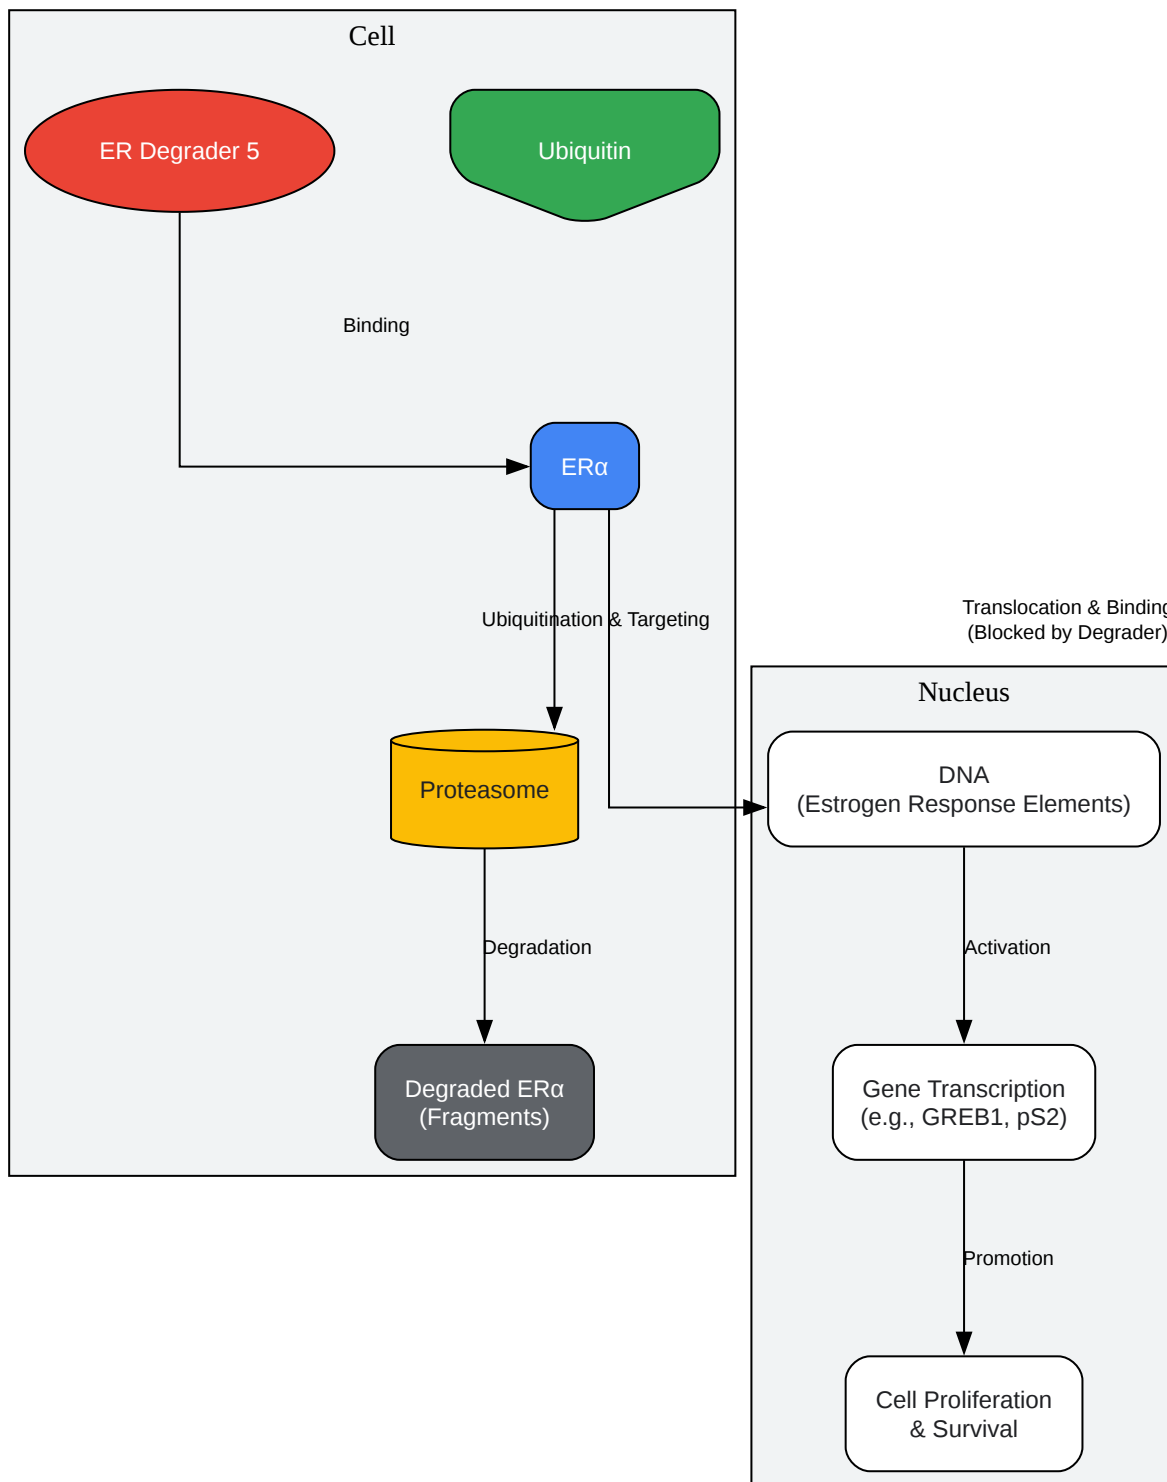 Cell
ER Degrader 5
Ubiquitin
Binding
ERα
Ubiquitination & Targeting
Translocation & Binding
(Blocked by Degrader)
Nucleus
Proteasome
DNA
(Estrogen Response Elements)
Degradation
Activation
Degraded ERα
(Fragments)
Gene Transcription
(e.g., GREB1, pS2)
Promotion
Cell Proliferation
& Survival